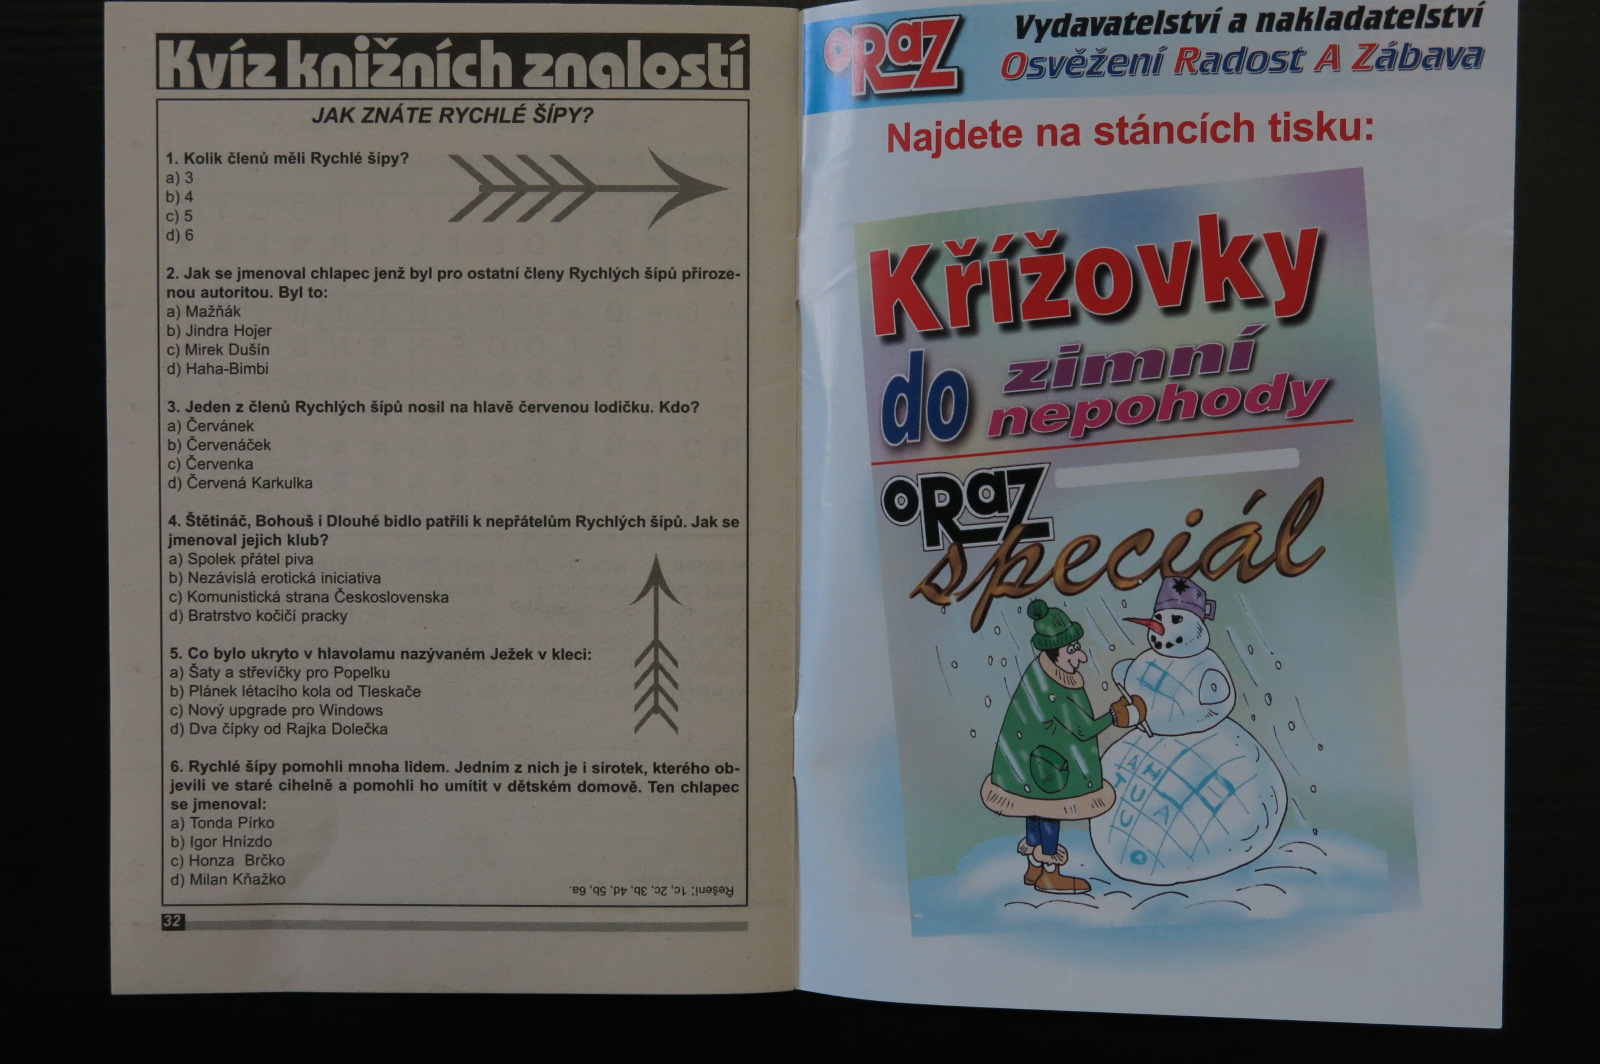 Kvíz knižních znalostí
JAK ZNÁTE RYCHLÉ ŠÍPY?
1. Kolik členů měli Rychlé šípy?
a) 3
b) 4
c) 5
d) 6
2. Jak se jmenoval chlapec jenž byl pro ostatní členy Rychlých šípů přiroze-
nou autoritou. Byl to:
a) Mažňák
b) Jindra Hojer
c) Mirek Dušín
d) Haha-Bimbi
3. Jeden z členů Rychlých šípů nosil na hlavě červenou lodičku. Kdo?
a) Červánek
b) Červenáček
c) Červenka
d) Červená Karkulka
4. Štětináč, Bohouš i Dlouhé bidlo patřili k nepřátelům Rychlých šípů. Jak se
jmenoval jejich klub?
a) Spolek přátel piva
b) Nezávislá erotická iniciativa
c) Komunistická strana Československa
d) Bratrstvo kočičí pracky
5. Co bylo ukryto v hlavolamu nazývaném Ježek v kleci:
a) Šaty a střevíčky pro Popelku
b) Plánek létacího kola od Tleskače
c) Nový upgrade pro Windows
d) Dva čípky od Rajka Dolečka
6. Rychlé šípy pomohli mnoha lidem. Jedním z nich je i sirotek, kterého ob-
jevili ve staré cihelně a pomohli ho umítit v dětském domově. Ten chlapec
se jmenoval:
a) Tonda Pírko
b) Igor Hnízdo
c) Honza Brčko
d) Milan Kňažko
Řešení: 1c, 2c, 3b, 4d, 5b, 6a.
32
oRaZ
Vydavatelství a nakladatelství
Osvěžení Radost A Zábava
Najdete na stáncích tisku:
Křížovky
do zimní
nepohody
oRaZ
speciál
A H
T U A
U
O